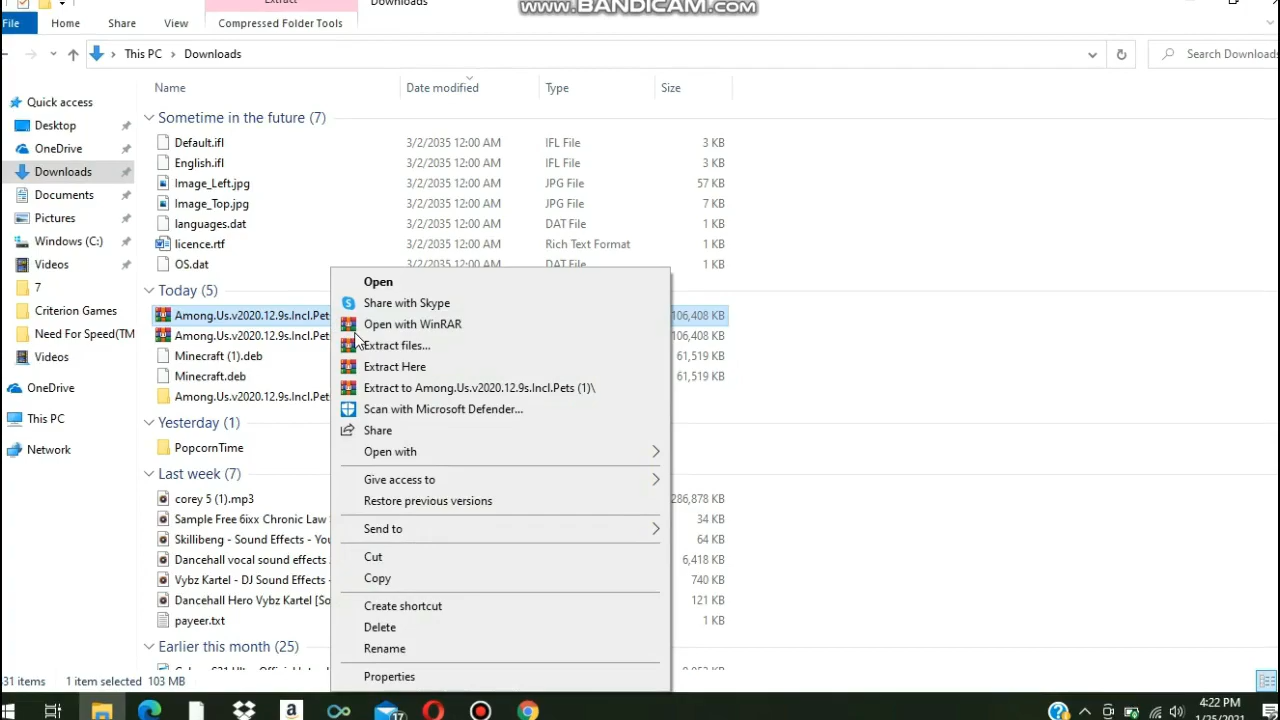 www.BANDICAM.com
Extract
Downloads
File Home Share View Compressed Folder Tools
This PC Downloads
Search Downloads
Name Date modified Type Size
Quick access
Desktop
OneDrive
Downloads
Documents
Pictures
Windows (C:)
Videos
7
Criterion Games
Need For Speed(TM
Videos
OneDrive
This PC
Network
Sometime in the future (7)
Default.ifl 3/2/2035 12:00 AM IFL File 3 KB
English.ifl 3/2/2035 12:00 AM IFL File 3 KB
Image_Left.jpg 3/2/2035 12:00 AM JPG File 57 KB
Image_Top.jpg 3/2/2035 12:00 AM JPG File 7 KB
languages.dat 3/2/2035 12:00 AM DAT File 1 KB
licence.rtf 3/2/2035 12:00 AM Rich Text Format 1 KB
OS.dat 3/2/2035 12:00 AM DAT File 1 KB
Today (5)
Among.Us.v2020.12.9s.Incl.Pets 106,408 KB
Among.Us.v2020.12.9s.Incl.Pets 106,408 KB
Minecraft (1).deb 61,519 KB
Minecraft.deb 61,519 KB
Among.Us.v2020.12.9s.Incl.Pets
Yesterday (1)
PopcornTime
Last week (7)
corey 5 (1).mp3 286,878 KB
Sample Free 6ixx Chronic Law 34 KB
Skillibeng - Sound Effects - You 64 KB
Dancehall vocal sound effects 6,418 KB
Vybz Kartel - DJ Sound Effects - 740 KB
Dancehall Hero Vybz Kartel [So 121 KB
payeer.txt 1 KB
Earlier this month (25)
Open
Share with Skype
Open with WinRAR
Extract files...
Extract Here
Extract to Among.Us.v2020.12.9s.Incl.Pets (1)\
Scan with Microsoft Defender...
Share
Open with
Give access to
Restore previous versions
Send to
Cut
Copy
Create shortcut
Delete
Rename
Properties
31 items 1 item selected 103 MB
17
4:22 PM